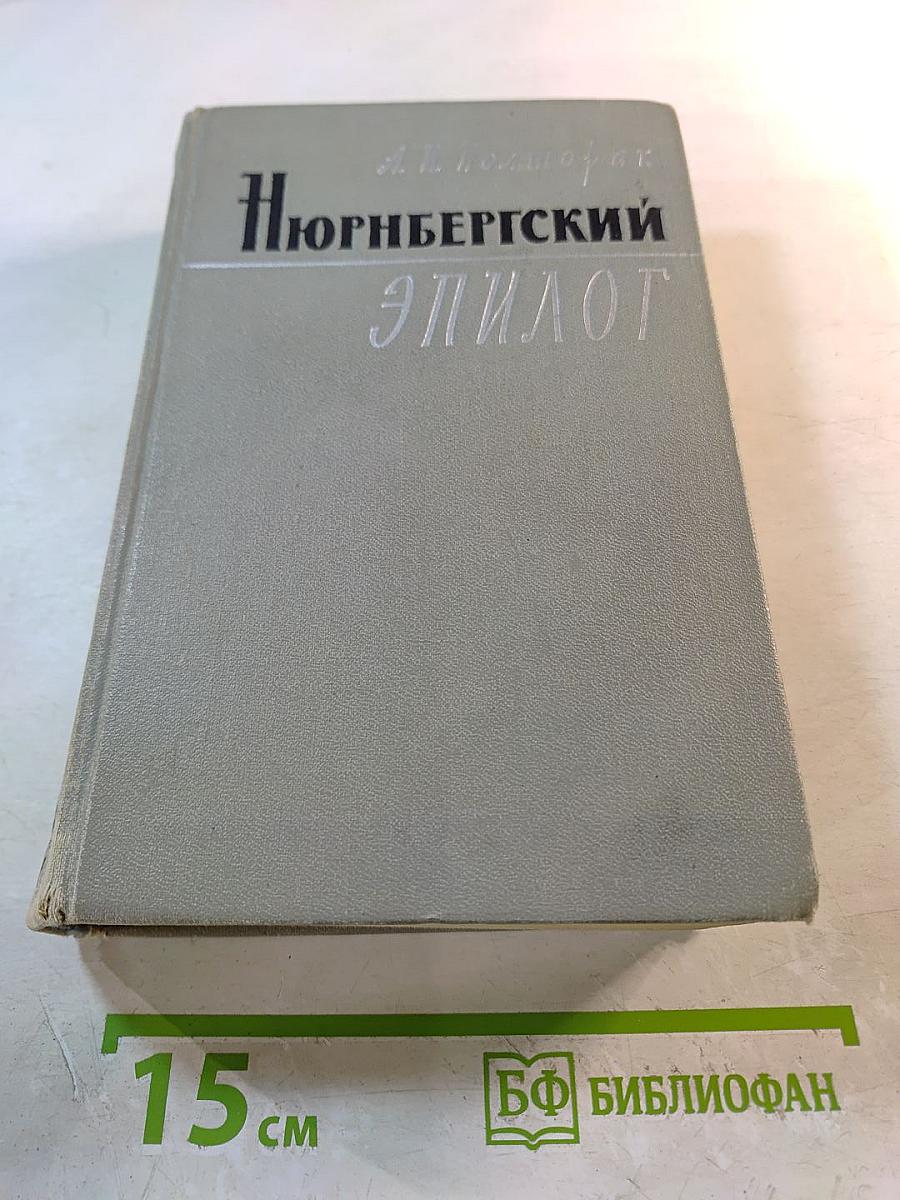 А. И. Полторак
Нюрнбергский
ЭПИЛОГ
15 см
БФ БИБЛИОФАН